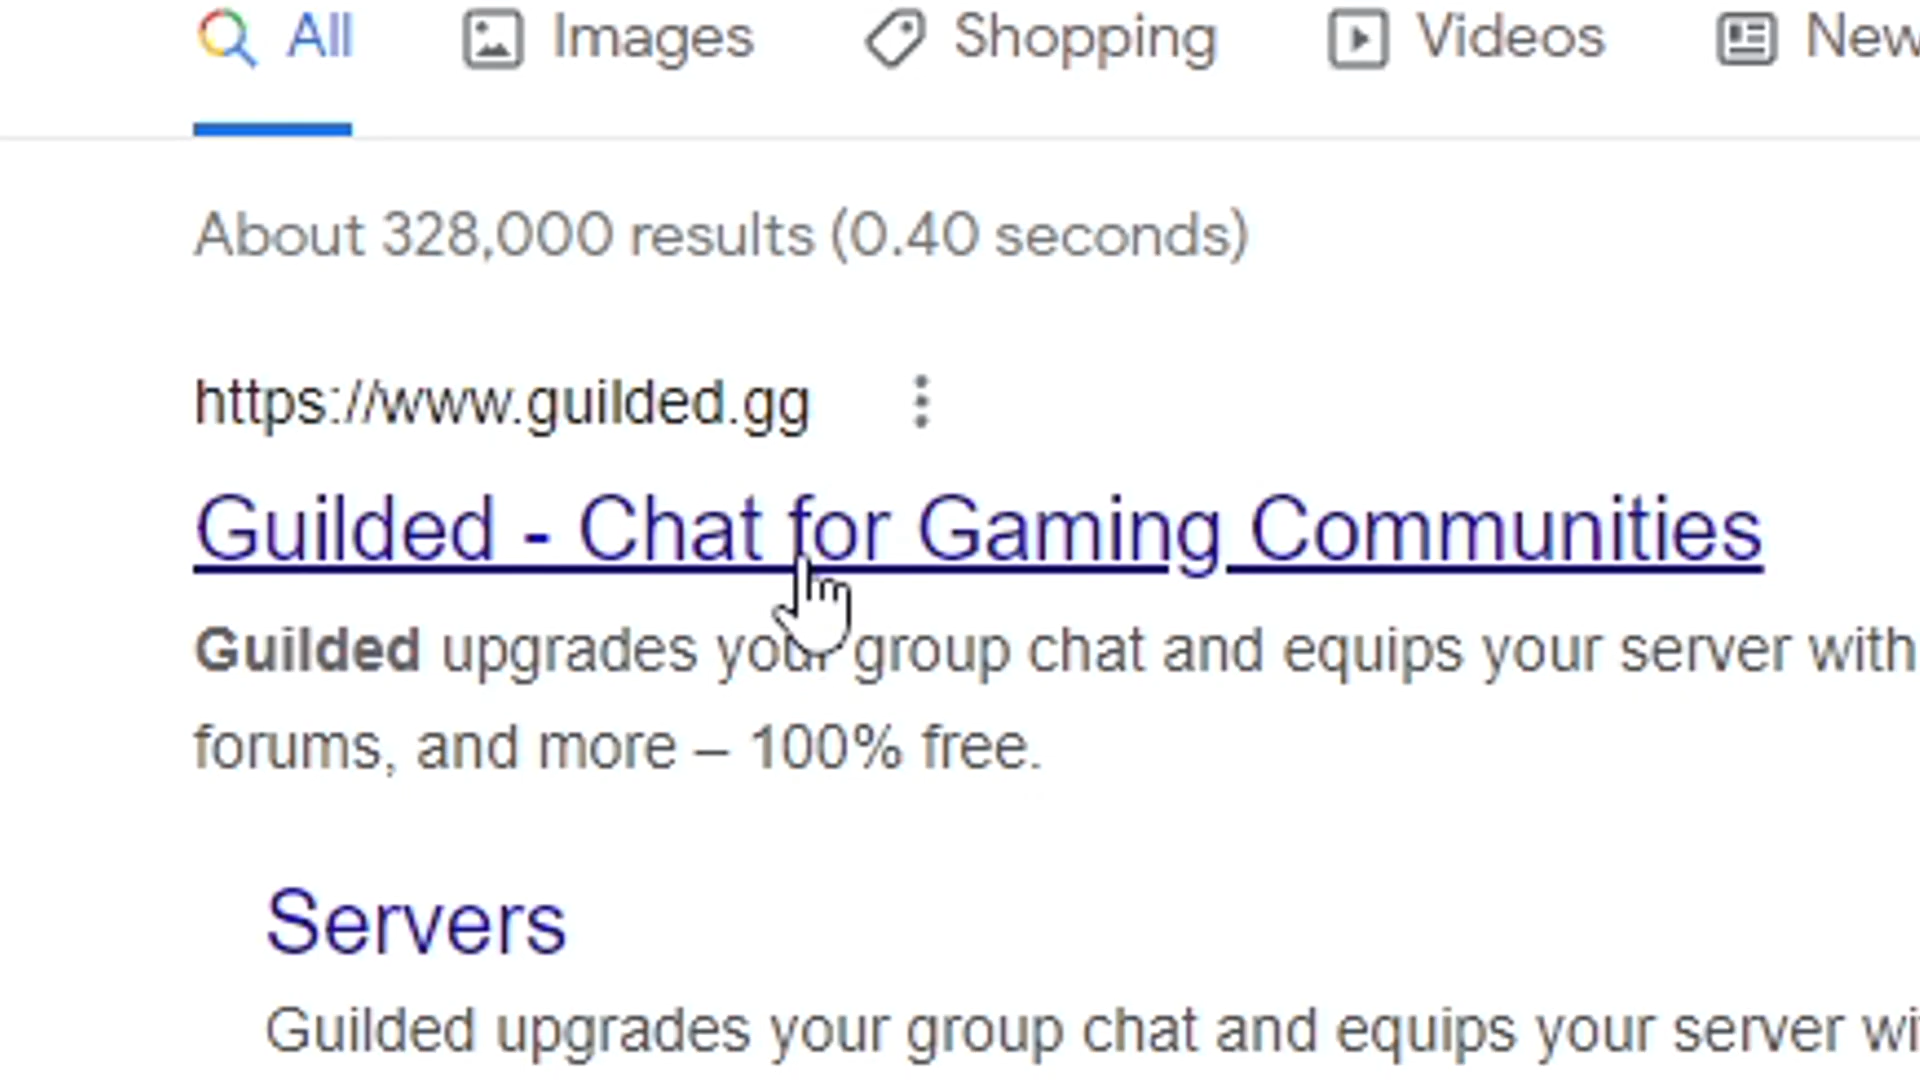 All Images Shopping Videos New
About 328,000 results (0.40 seconds)
https://www.guilded.gg
Guilded - Chat for Gaming Communities
Guilded upgrades your group chat and equips your server with
forums, and more – 100% free.
Servers
Guilded upgrades your group chat and equips your server wi